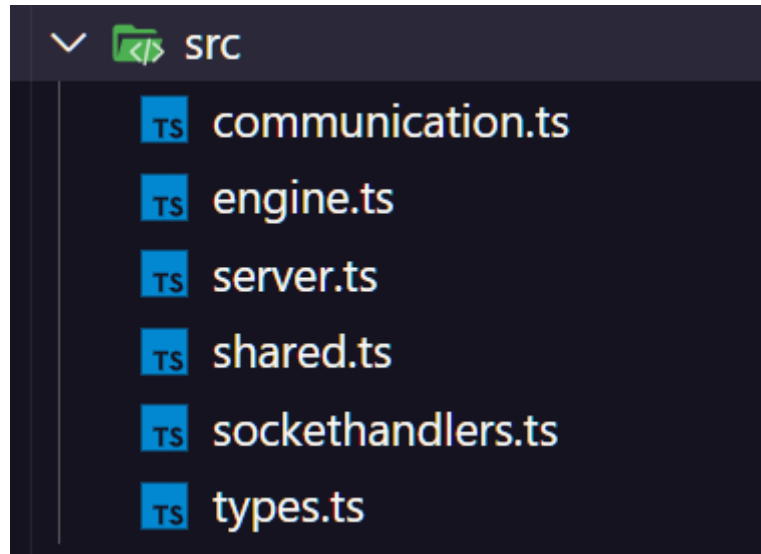 src
TS communication.ts
TS engine.ts
TS server.ts
TS shared.ts
TS sockethandlers.ts
TS types.ts